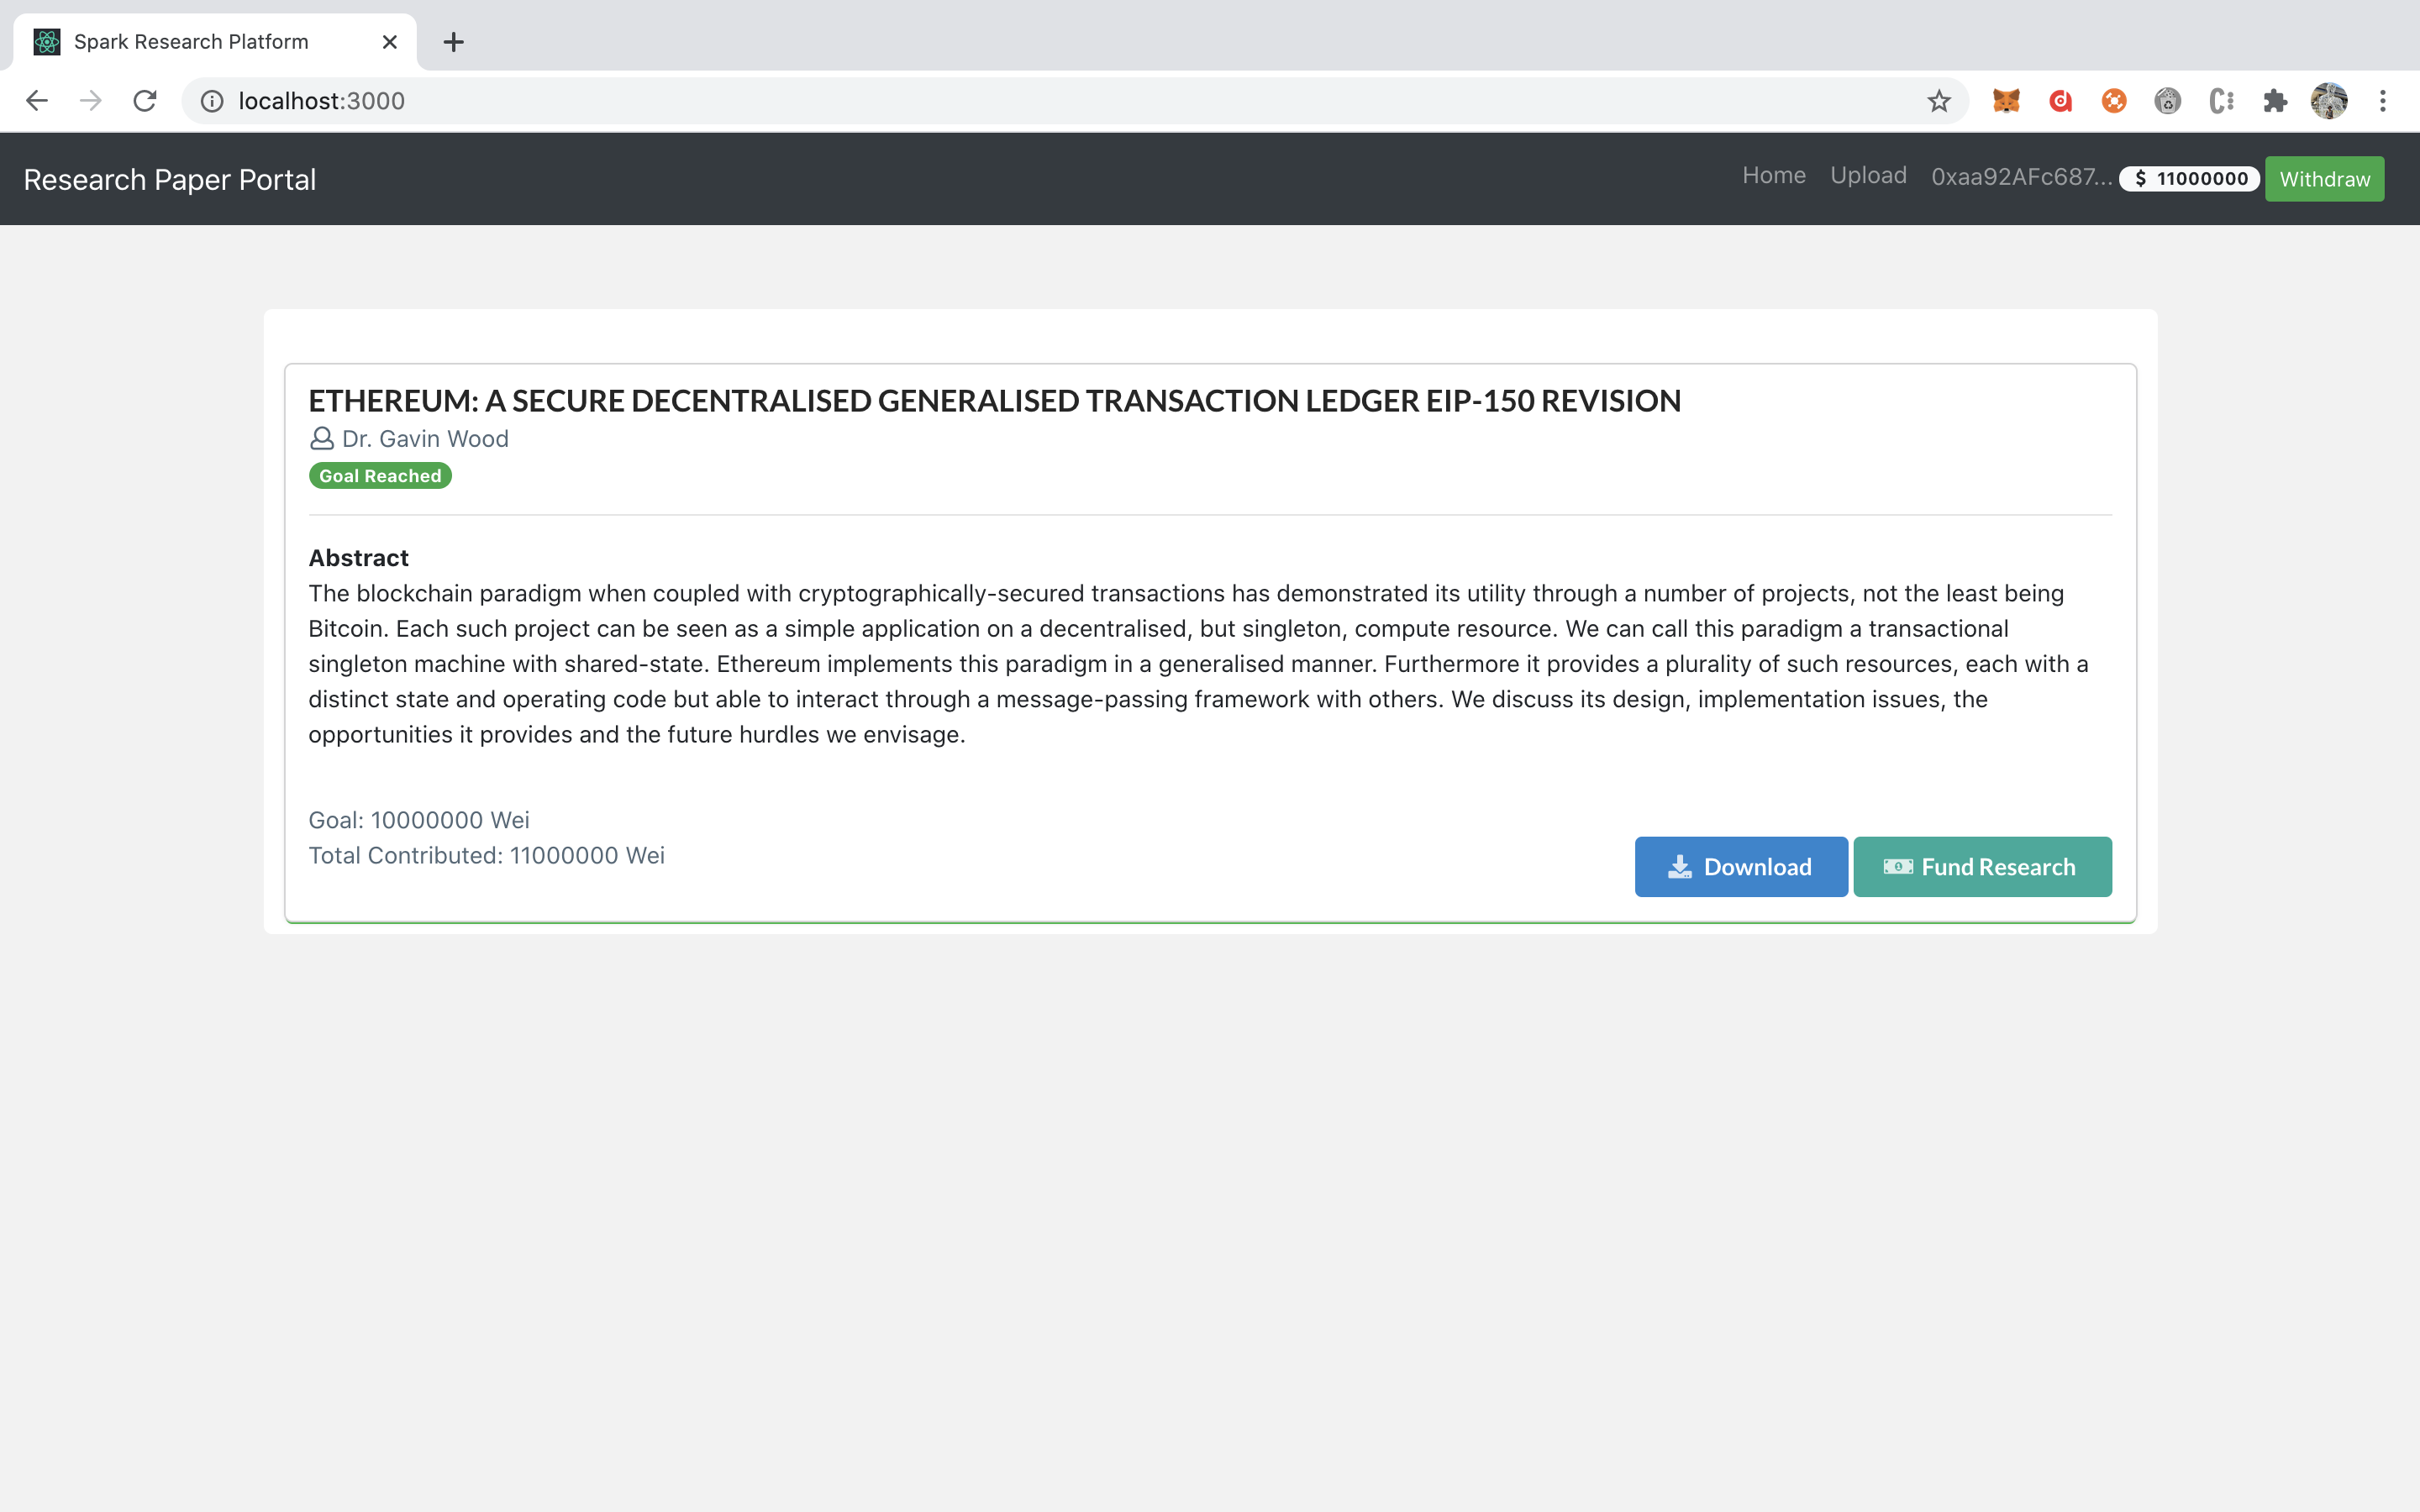 Spark Research Platform
localhost:3000
Research Paper Portal
Home Upload 0xaa92AFc687... $ 11000000 Withdraw
ETHEREUM: A SECURE DECENTRALISED GENERALISED TRANSACTION LEDGER EIP-150 REVISION
Dr. Gavin Wood
Goal Reached
Abstract
The blockchain paradigm when coupled with cryptographically-secured transactions has demonstrated its utility through a number of projects, not the least being
Bitcoin. Each such project can be seen as a simple application on a decentralised, but singleton, compute resource. We can call this paradigm a transactional
singleton machine with shared-state. Ethereum implements this paradigm in a generalised manner. Furthermore it provides a plurality of such resources, each with a
distinct state and operating code but able to interact through a message-passing framework with others. We discuss its design, implementation issues, the
opportunities it provides and the future hurdles we envisage.
Goal: 10000000 Wei
Total Contributed: 11000000 Wei
Download Fund Research